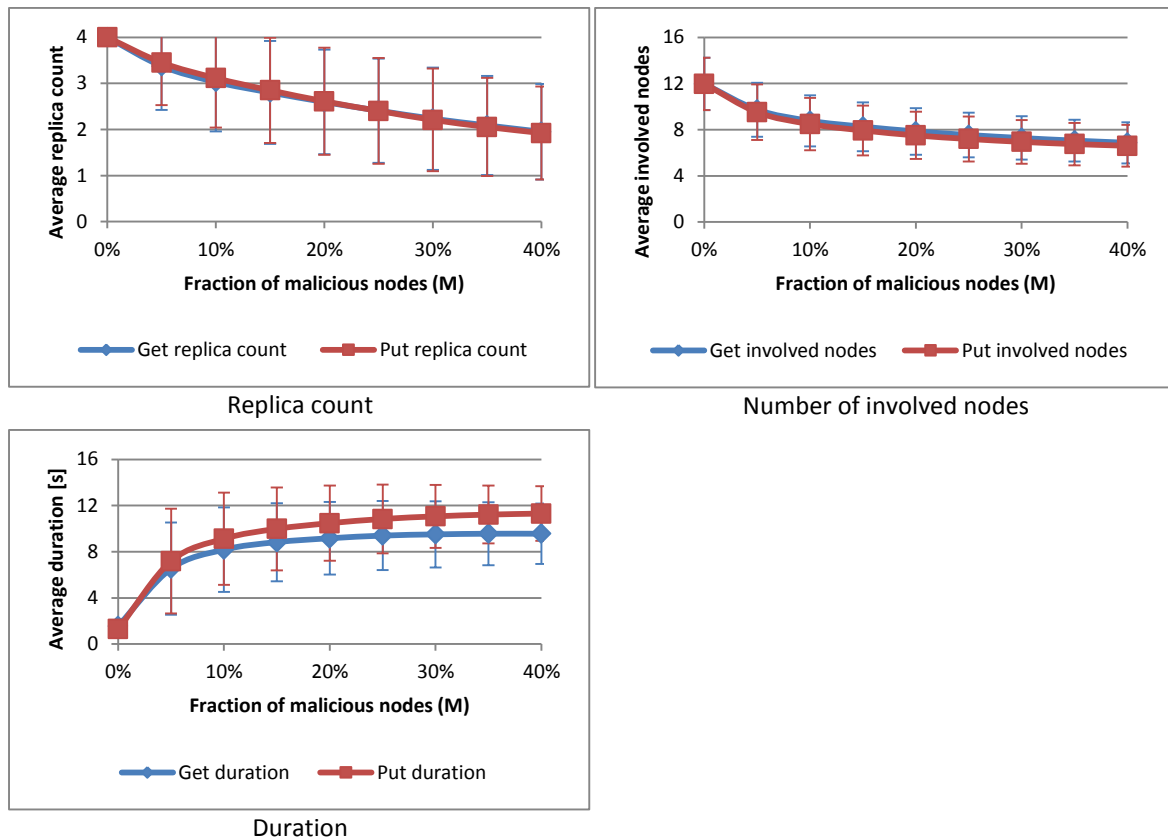 Average replica count
4
3
2
1
0
0% 10% 20% 30% 40%
Fraction of malicious nodes (M)
Get replica count Put replica count
Replica count
Average involved nodes
16
12
8
4
0
0% 10% 20% 30% 40%
Fraction of malicious nodes (M)
Get involved nodes Put involved nodes
Number of involved nodes
Average duration [s]
16
12
8
4
0
0% 10% 20% 30% 40%
Fraction of malicious nodes (M)
Get duration Put duration
Duration